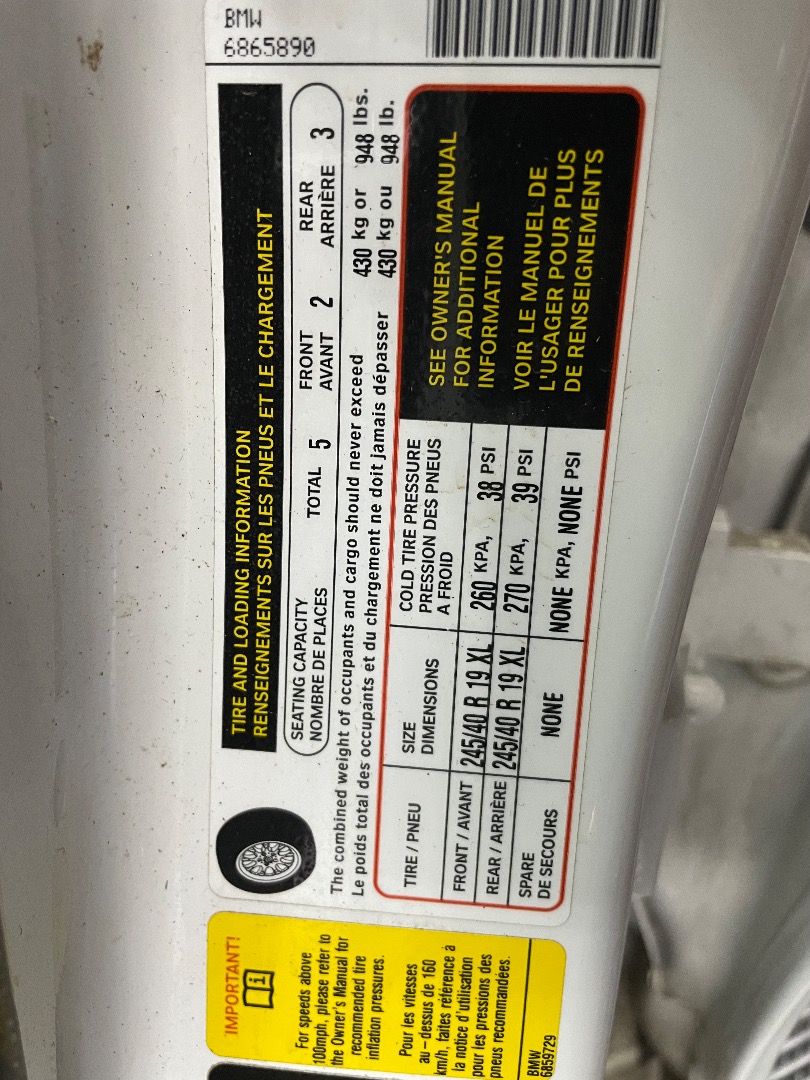 BMW
6865890
TIRE AND LOADING INFORMATION
RENSEIGNEMENTS SUR LES PNEUS ET LE CHARGEMENT
SEATING CAPACITY TOTAL 5 FRONT 2 REAR 3
NOMBRE DE PLACES AVANT ARRIÈRE
The combined weight of occupants and cargo should never exceed 430 kg or 948 lbs.
Le poids total des occupants et du chargement ne doit jamais dépasser 430 kg ou 948 lb.
TIRE / PNEU SIZE COLD TIRE PRESSURE
DIMENSIONS PRESSION DES PNEUS
A FROID
FRONT / AVANT 245/40 R 19 XL 260 KPA, 38 PSI
REAR / ARRIÈRE 245/40 R 19 XL 270 KPA, 39 PSI
SPARE NONE NONE KPA, NONE PSI
DE SECOURS
SEE OWNER'S MANUAL
FOR ADDITIONAL
INFORMATION
VOIR LE MANUEL DE
L'USAGER POUR PLUS
DE RENSEIGNEMENTS
IMPORTANT!
For speeds above
100mph, please refer to
the Owner's Manual for
recommended tire
inflation pressures.
Pour les vitesses
au-dessus de 160
km/h, faites référence à
la notice d'utilisation
pour les pressions des
pneus recommandées.
BMW
6859729